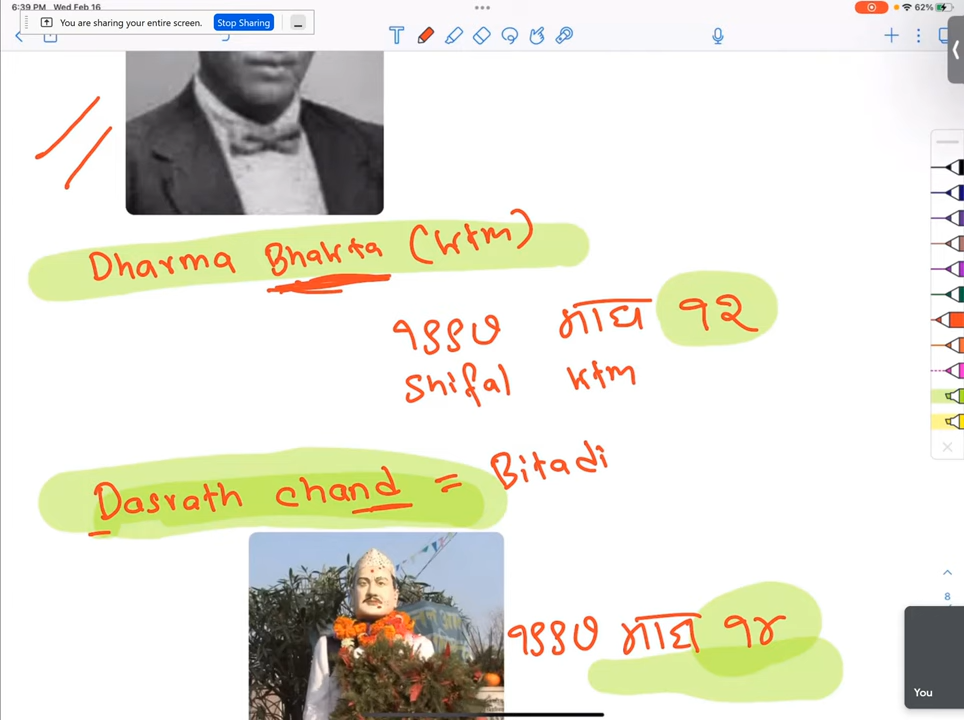 6:39 PM Wed Feb 16
62%
You are sharing your entire screen. Stop Sharing
Dharma Bhakta (Ktm)
१९९७ माघ १२
Shifal Ktm
Dasrath chand = Bitadi
१९९७ माघ १४
8
You